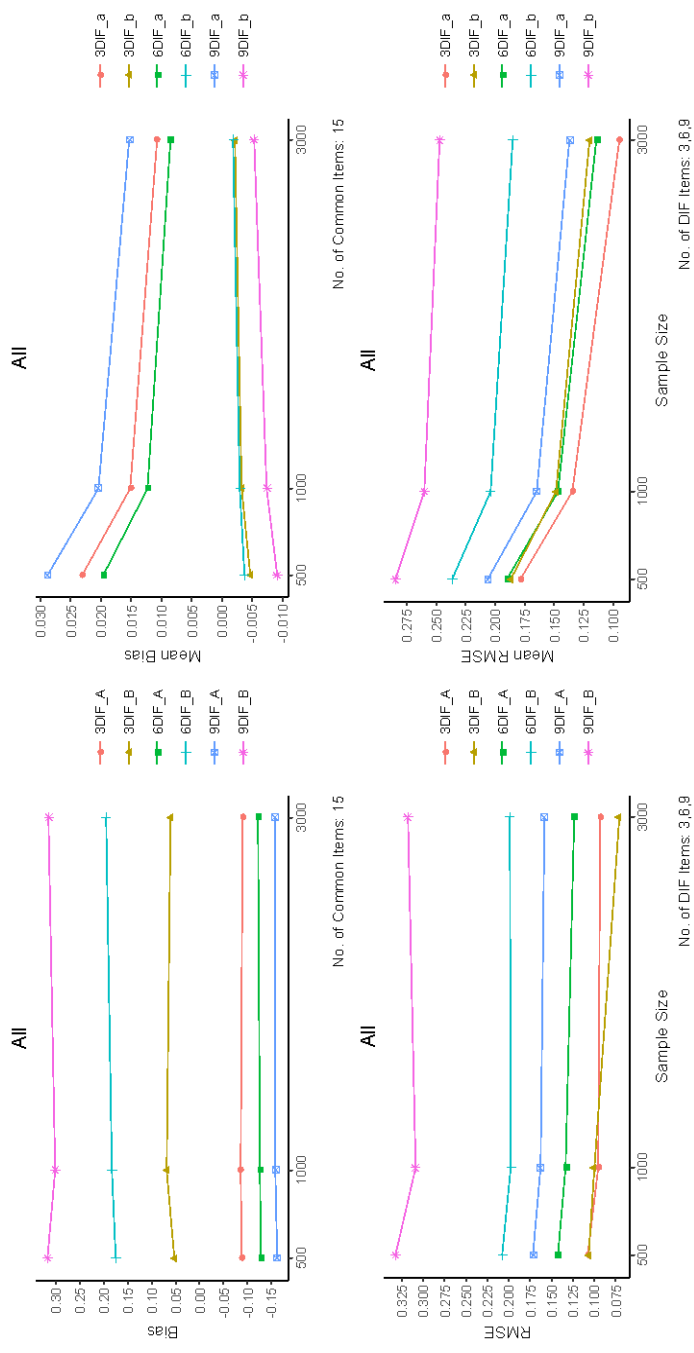 All
0.30
0.25
0.20
0.15
0.10
0.05
0.00
-0.05
-0.10
-0.15
Bias
500
1000
3000
No. of Common Items: 15
3DIF_A
3DIF_B
6DIF_A
6DIF_B
9DIF_A
9DIF_B
All
0.030
0.025
0.020
0.015
0.010
0.005
0.000
-0.005
-0.010
Mean Bias
500
1000
3000
No. of Common Items: 15
3DIF_a
3DIF_b
6DIF_a
6DIF_b
9DIF_a
9DIF_b
All
0.325
0.300
0.275
0.250
0.225
0.200
0.175
0.150
0.125
0.100
0.075
RMSE
500
1000
3000
Sample Size
No. of DIF Items: 3,6,9
3DIF_A
3DIF_B
6DIF_A
6DIF_B
9DIF_A
9DIF_B
All
0.275
0.250
0.225
0.200
0.175
0.150
0.125
0.100
Mean RMSE
500
1000
3000
Sample Size
No. of DIF Items: 3,6,9
3DIF_a
3DIF_b
6DIF_a
6DIF_b
9DIF_a
9DIF_b